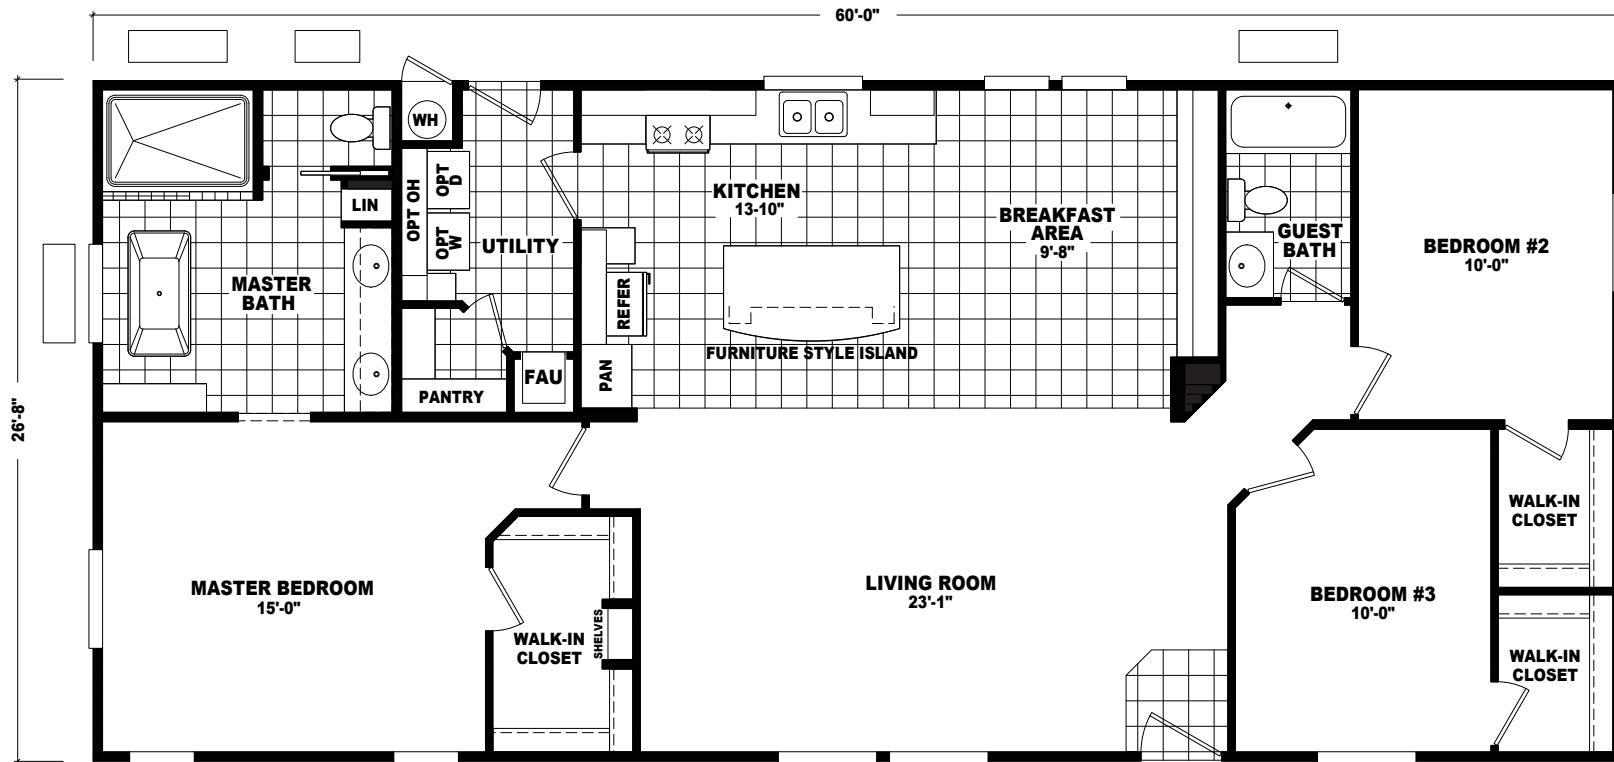 60'-0"
26'-8"
WH
OPT OH
OPT
D
OPT
W
LIN
UTILITY
MASTER
BATH
KITCHEN
13-10"
BREAKFAST
AREA
9'-8"
GUEST
BATH
BEDROOM #2
10'-0"
REFER
FURNITURE STYLE ISLAND
PAN
FAU
PANTRY
MASTER BEDROOM
15'-0"
WALK-IN
CLOSET
SHELVES
LIVING ROOM
23'-1"
BEDROOM #3
10'-0"
WALK-IN
CLOSET
WALK-IN
CLOSET